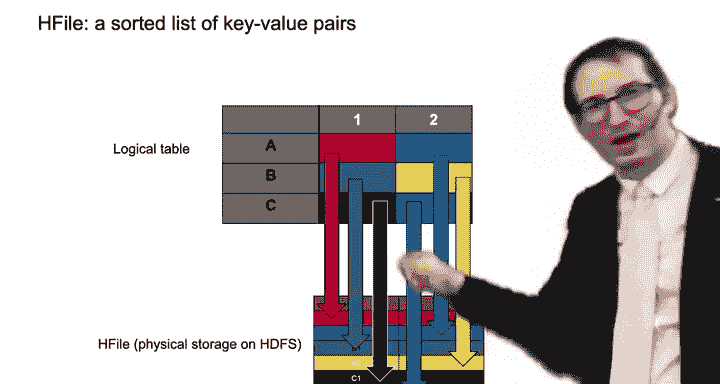 HFile: a sorted list of key-value pairs
1 2
Logical table
A
B
C
HFile (physical storage on HDFS)
C1